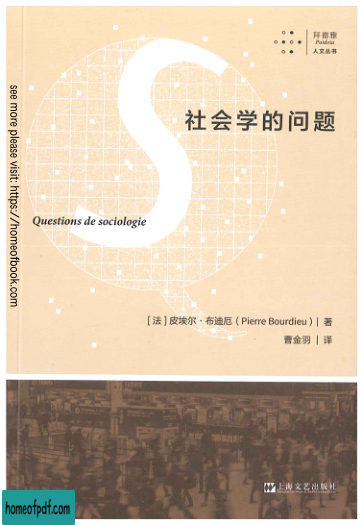 拜德雅
Paideia
人文丛书
社会学的问题
Questions de sociologie
[法]皮埃尔·布迪厄(Pierre Bourdieu)|著
曹金羽|译
上海文艺出版社
see more please visit: https://homeofbook.com
homeofpdf.com